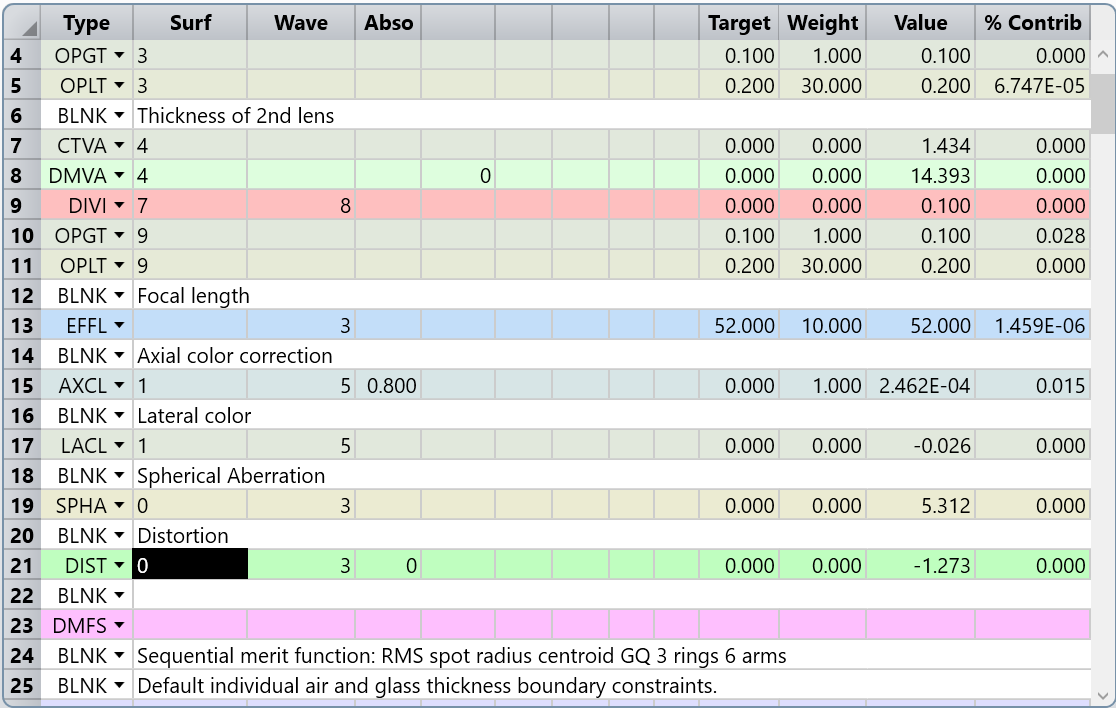 Type Surf Wave Abso Target Weight Value % Contrib
4 OPGT 3 0.100 1.000 0.100 0.000
5 OPLT 3 0.200 30.000 0.200 6.747E-05
6 BLNK Thickness of 2nd lens
7 CTVA 4 0.000 0.000 1.434 0.000
8 DMVA 4 0 0.000 0.000 14.393 0.000
9 DIVI 7 8 0.000 0.000 0.100 0.000
10 OPGT 9 0.100 1.000 0.100 0.028
11 OPLT 9 0.200 30.000 0.200 0.000
12 BLNK Focal length
13 EFFL 3 52.000 10.000 52.000 1.459E-06
14 BLNK Axial color correction
15 AXCL 1 5 0.800 0.000 1.000 2.462E-04 0.015
16 BLNK Lateral color
17 LACL 1 5 0.000 0.000 -0.026 0.000
18 BLNK Spherical Aberration
19 SPHA 0 3 0.000 0.000 5.312 0.000
20 BLNK Distortion
21 DIST 0 3 0 0.000 0.000 -1.273 0.000
22 BLNK
23 DMFS
24 BLNK Sequential merit function: RMS spot radius centroid GQ 3 rings 6 arms
25 BLNK Default individual air and glass thickness boundary constraints.